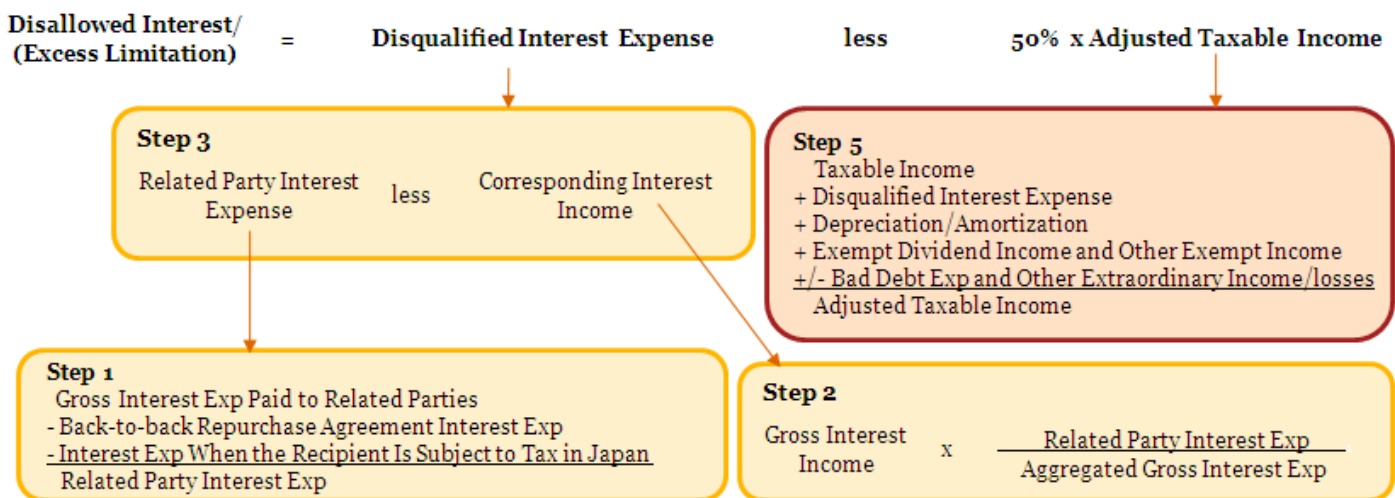 Disallowed Interest/
(Excess Limitation)
=
Disqualified Interest Expense
less
50% x Adjusted Taxable Income
Step 3
Related Party Interest
Expense
less
Corresponding Interest
Income
Step 5
Taxable Income
+ Disqualified Interest Expense
+ Depreciation/Amortization
+ Exempt Dividend Income and Other Exempt Income
+/- Bad Debt Exp and Other Extraordinary Income/losses
Adjusted Taxable Income
Step 1
Gross Interest Exp Paid to Related Parties
- Back-to-back Repurchase Agreement Interest Exp
- Interest Exp When the Recipient Is Subject to Tax in Japan
Related Party Interest Exp
Step 2
Gross Interest
Income
x
Related Party Interest Exp
Aggregated Gross Interest Exp